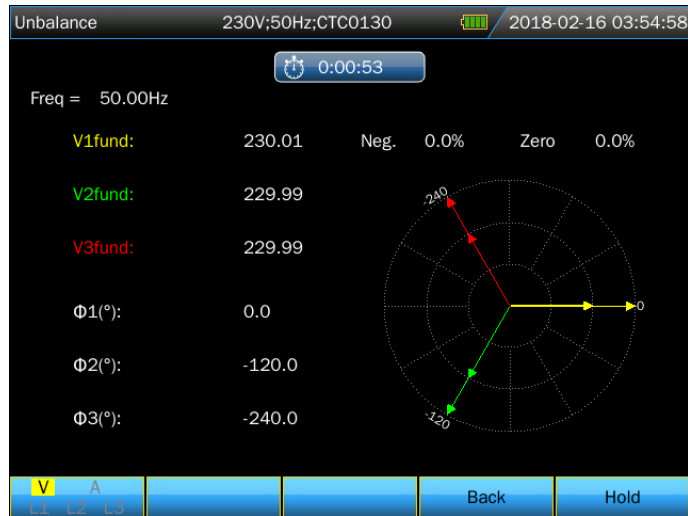 Unbalance 230V;50Hz;CTC0130 2018-02-16 03:54:58
0:00:53
Freq = 50.00Hz
V1fund: 230.01 Neg. 0.0% Zero 0.0%
V2fund: 229.99
-240
V3fund: 229.99
Φ1(°): 0.0
0
Φ2(°): -120.0
Φ3(°): -240.0
-120
V A
L1 L2 L3
Back Hold